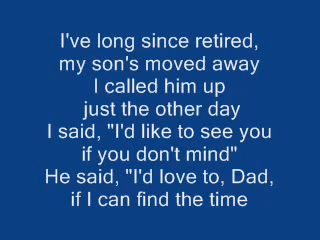 I've long since retired,
my son's moved away
I called him up
just the other day
I said, "I'd like to see you
if you don't mind"
He said, "I'd love to, Dad,
if I can find the time